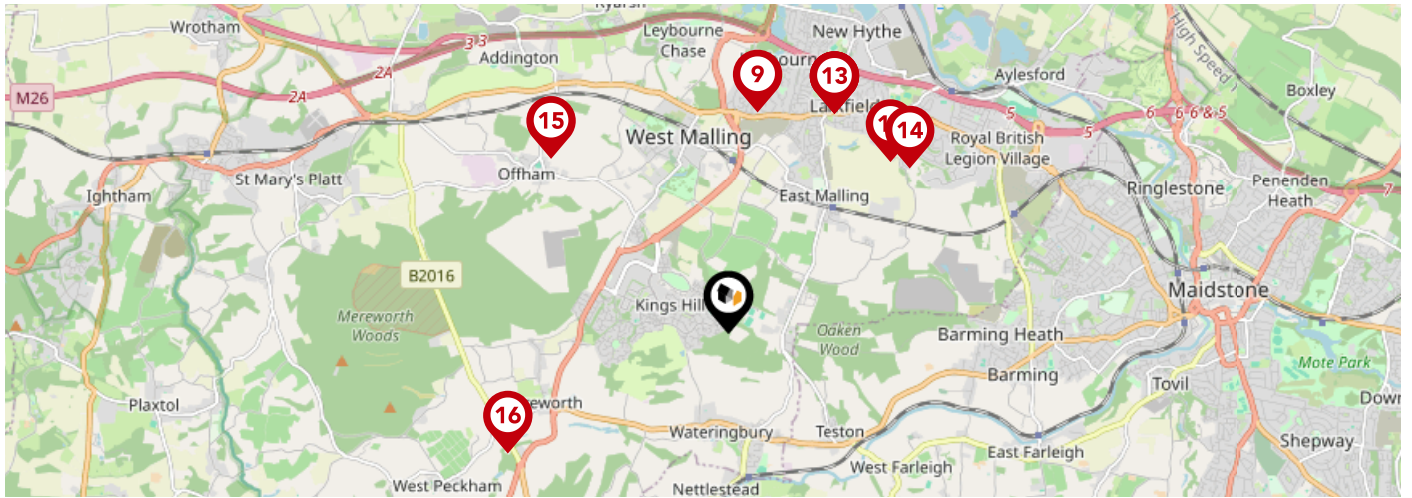 Wrotham
Leybourne
Chase
New Hythe
3 3
Addington
2A
M26
2A
9
13
Aylesford
High Speed
Boxley
15
14
5
5
6
6 6 & 5
West Malling
Royal British
Legion Village
Offham
St Mary's Platt
Ightham
East Malling
Ringlestone
Penenden
Heath
7
B2016
Kings Hill
Maidstone
Mereworth
Woods
Oaken
Wood
Barming Heath
Barming
Mote Park
Tovil
Plaxtol
16
Wateringbury
Teston
East Farleigh
Shepway
West Farleigh
West Peckham
Nettlestead